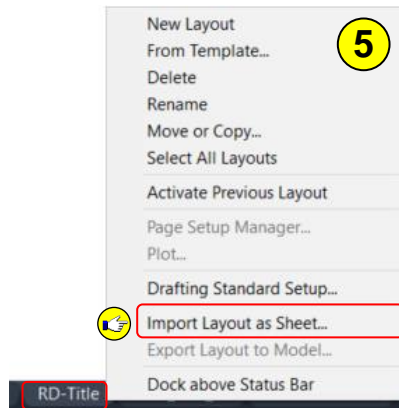 New Layout
From Template...
5
Delete
Rename
Move or Copy...
Select All Layouts
Activate Previous Layout
Page Setup Manager...
Plot...
Drafting Standard Setup...
Import Layout as Sheet...
Export Layout to Model...
Dock above Status Bar
RD-Title